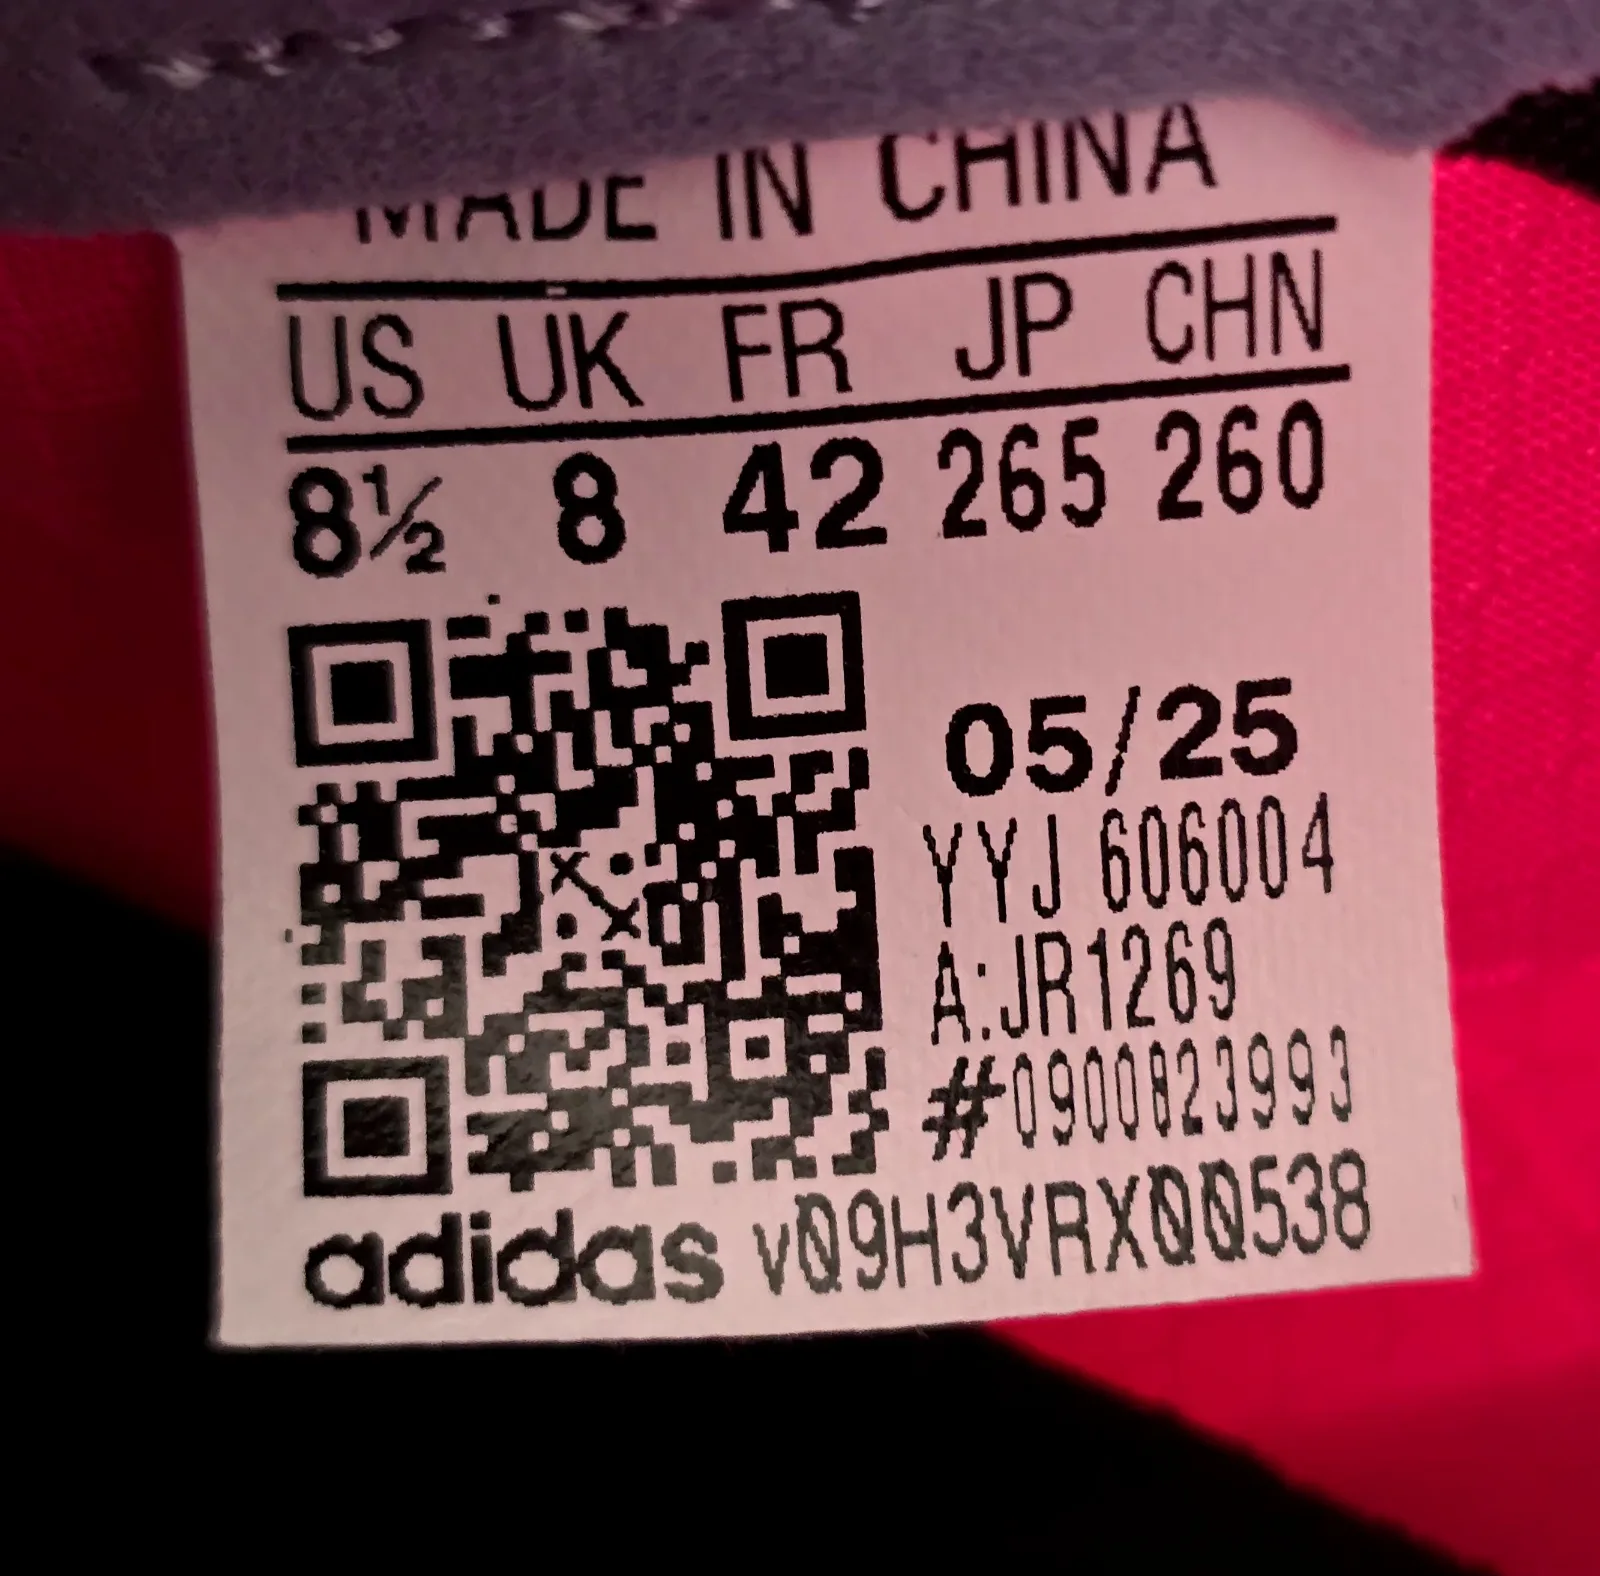 MADE IN CHINA
US UK FR JP CHN
8½ 8 42 265 260
05/25
YYJ 606004
A:JR1269
#0900823993
adidas v09H3VRX00538